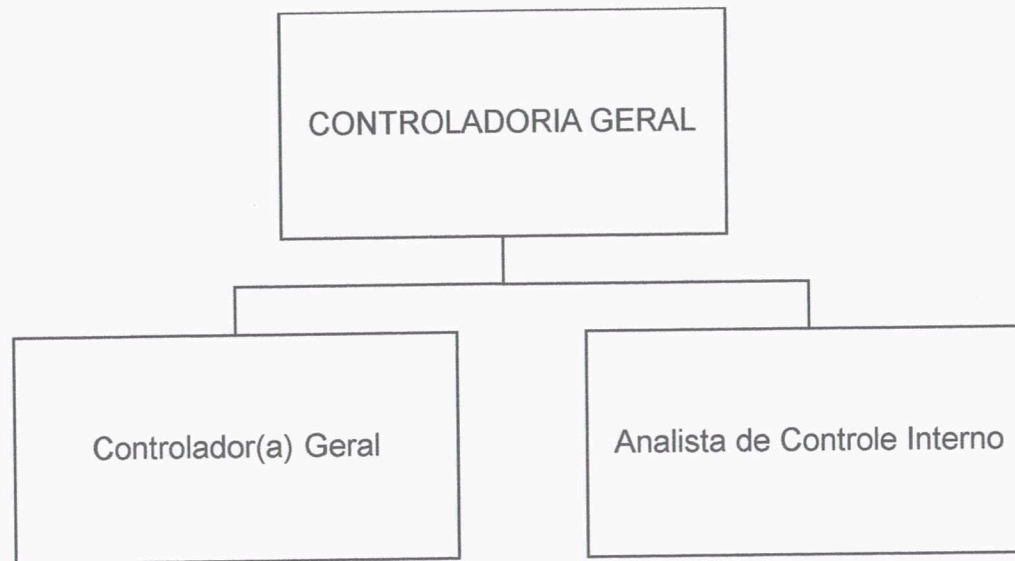 CONTROLADORIA GERAL
Controlador(a) Geral
Analista de Controle Interno